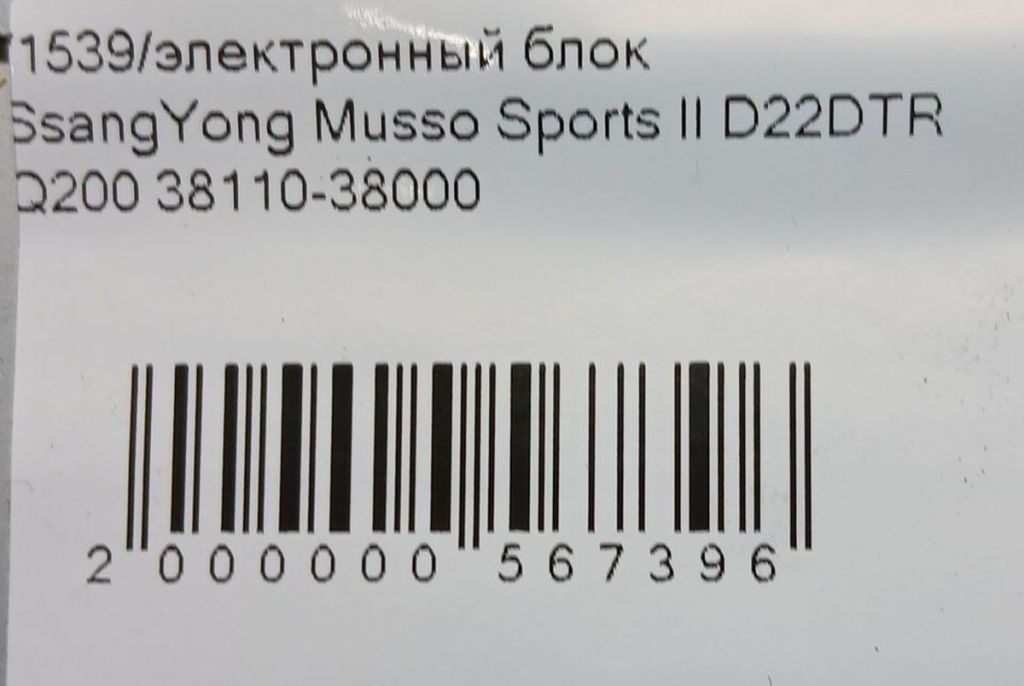 1539/электронный блок
SsangYong Musso Sports II D22DTR
Q200 38110-38000
2 000000 567396